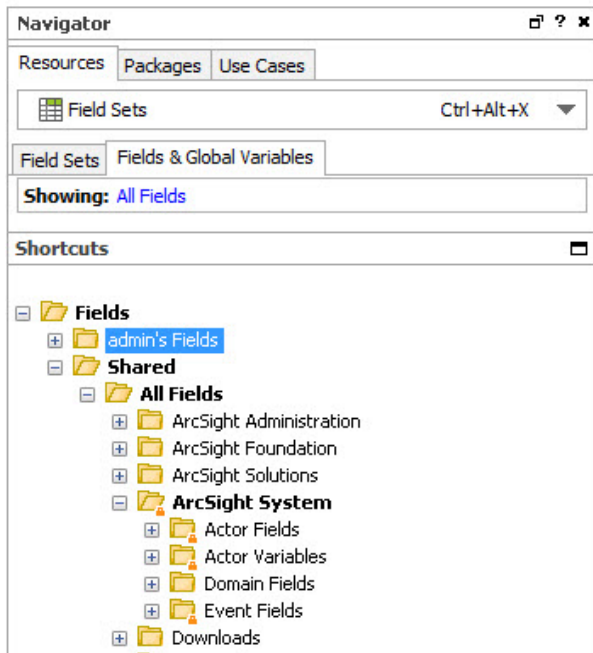 Navigator
Resources Packages Use Cases
Field Sets Ctrl+Alt+X
Field Sets Fields & Global Variables
Showing: All Fields
Shortcuts
Fields
admin's Fields
Shared
All Fields
ArcSight Administration
ArcSight Foundation
ArcSight Solutions
ArcSight System
Actor Fields
Actor Variables
Domain Fields
Event Fields
Downloads